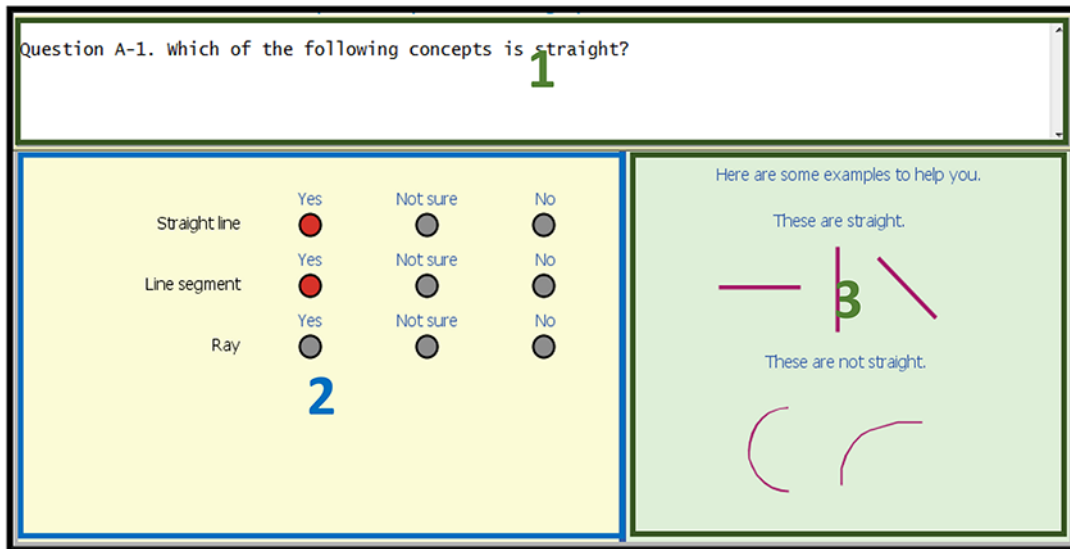 Question A-1. Which of the following concepts is straight?
1
Yes Not sure No
Straight line
Yes Not sure No
Line segment
Yes Not sure No
Ray
2
Here are some examples to help you.
These are straight.
3
These are not straight.